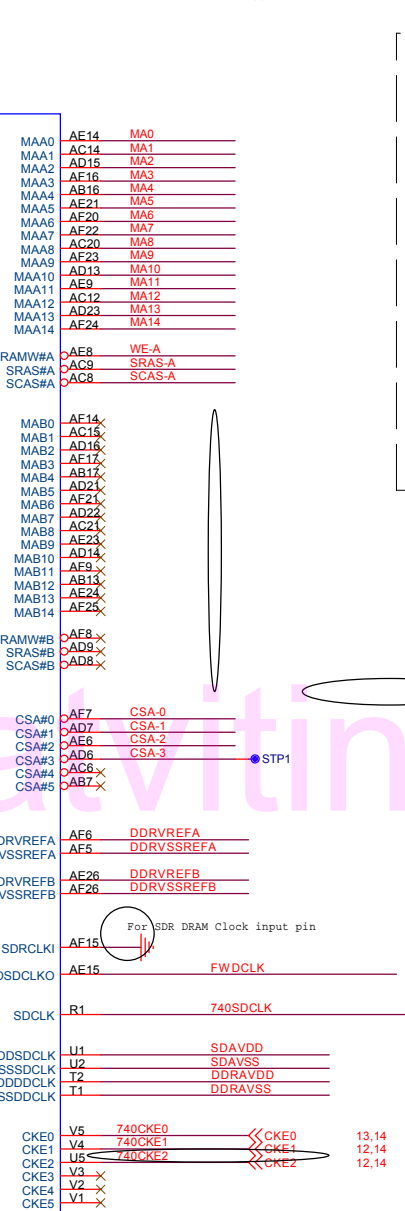 MAA0 AE14 MA0
MAA1 AC14 MA1
MAA2 AD15 MA2
MAA3 AF16 MA3
MAA4 AB16 MA4
MAA5 AE21 MA5
MAA6 AF20 MA6
MAA7 AF22 MA7
MAA8 AC20 MA8
MAA9 AF23 MA9
MAA10 AD13 MA10
MAA11 AE9 MA11
MAA12 AC12 MA12
MAA13 AD23 MA13
MAA14 AF24 MA14
RAMW#A AE8 WE-A
SRAS#A AC9 SRAS-A
SCAS#A AC8 SCAS-A
MAB0 AF14
MAB1 AC15
MAB2 AD16
MAB3 AF17
MAB4 AB17
MAB5 AD21
MAB6 AF21
MAB7 AD22
MAB8 AC21
MAB9 AE23
MAB10 AD14
MAB11 AF9
MAB12 AB13
MAB13 AE24
MAB14 AF25
RAMW#B AF8
SRAS#B AD9
SCAS#B AD8
CSA#0 AF7 CSA-0
CSA#1 AD7 CSA-1
CSA#2 AE6 CSA-2
CSA#3 AD6 CSA-3 STP1
CSA#4 AC6
CSA#5 AB7
atvitin
DRVREFA AF6 DDRVREFA
VSSREFA AF5 DDRVSSREFA
DRVREFB AE26 DDRVREFB
VSSREFB AF26 DDRVSSREFB
For SDR DRAM Clock input pin
SDRCLKI AF15
DSDCLKO AE15 FWDCLK
SDCLK R1 740SDCLK
DDSDCLK U1 SDAVDD
SSSDCLK U2 SDAVSS
DDDDCLK T2 DDRAVDD
SSDDCLK T1 DDRAVSS
CKE0 V5 740CKE0 CKE0 13,14
CKE1 V4 740CKE1 CKE1 12,14
CKE2 U5 740CKE2 CKE2 12,14
CKE3 V3
CKE4 V2
CKE5 V1